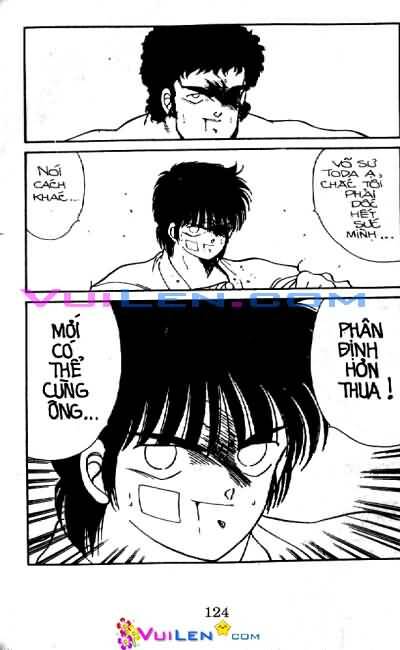 VÕ SƯ
TODA Ạ,
CHẮC TÔI
PHẢI
DỐC
HẾT
SỨC
MÌNH...
NÓI
CÁCH
KHÁC...
VUILEN.COM
MỚI
CÓ
THỂ
CÙNG
ÔNG...
PHÂN
ĐỊNH
HƠN
THUA!
124
VUILEN
.COM